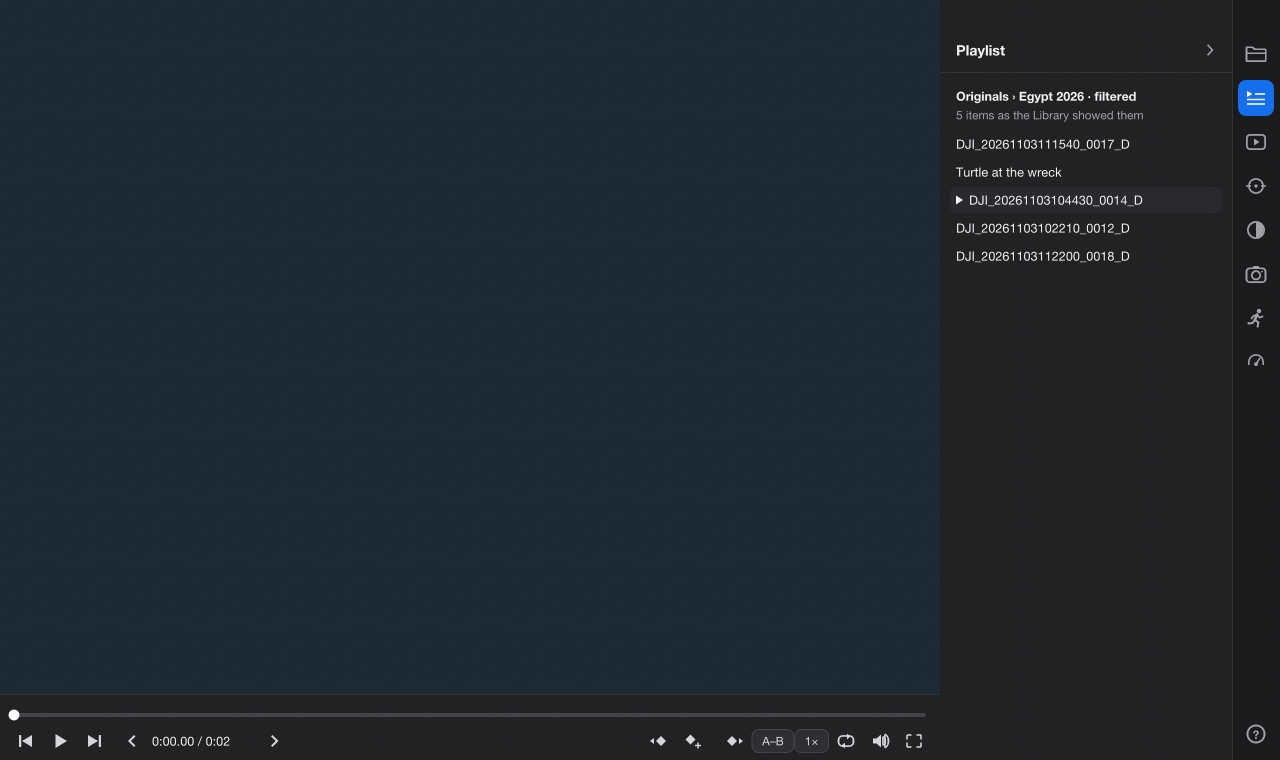 Playlist
Originals › Egypt 2026 · filtered
5 items as the Library showed them
DJI_20261103111540_0017_D
Turtle at the wreck
DJI_20261103104430_0014_D
DJI_20261103102210_0012_D
DJI_20261103112200_0018_D
0:00.00 / 0:02
A–B
1×
?